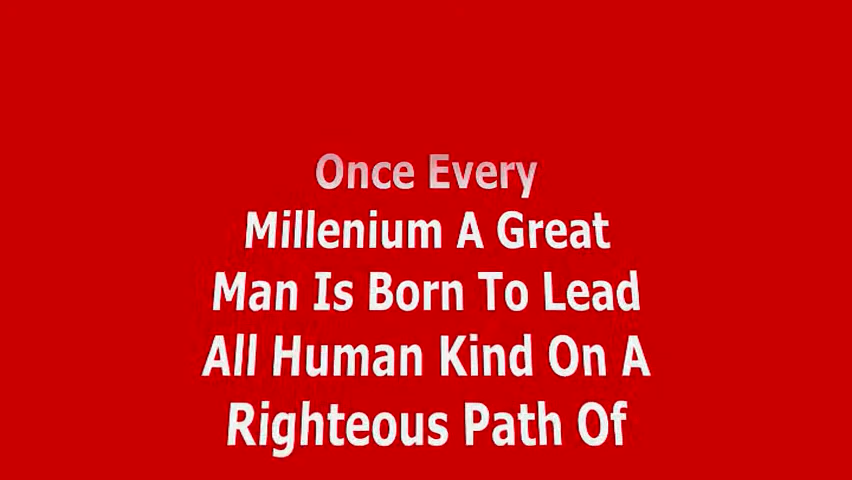 Once Every
Millenium A Great
Man Is Born To Lead
All Human Kind On A
Righteous Path Of